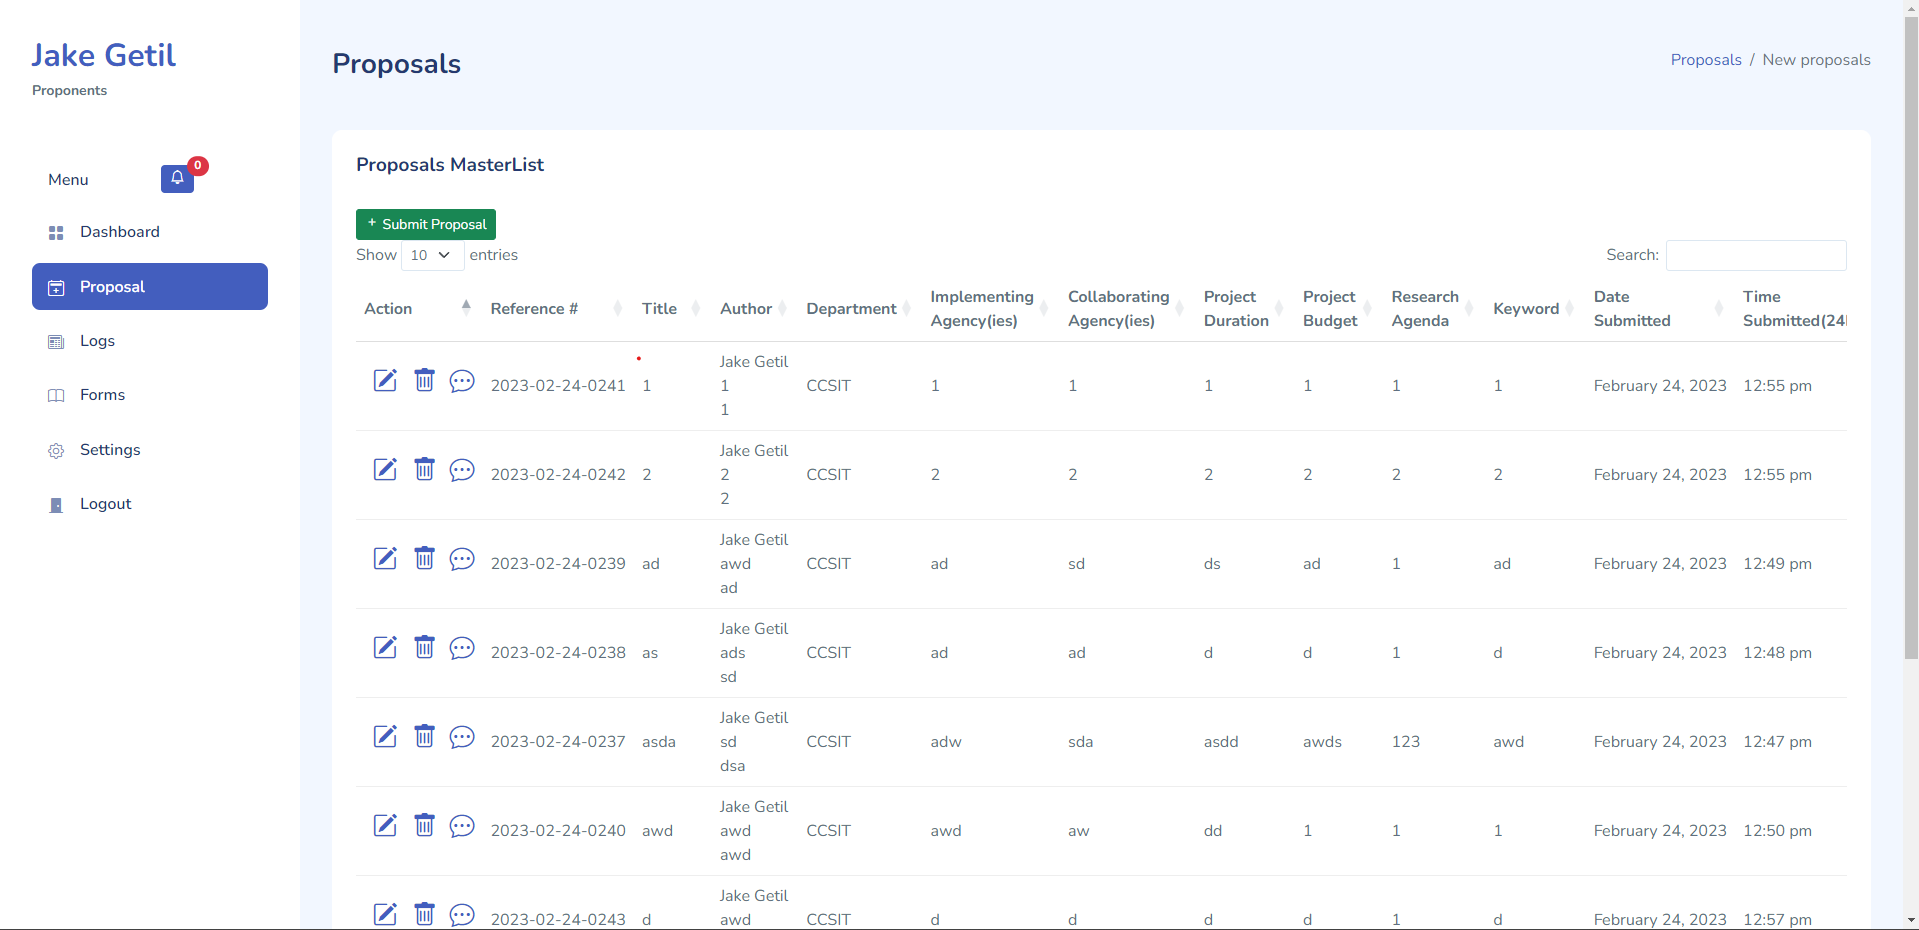 Jake Getil
Proponents
Menu
0
Dashboard
Proposal
Logs
Forms
Settings
Logout
Proposals
Proposals / New proposals
Proposals MasterList
+ Submit Proposal
Show 10 entries
Search:
Action Reference # Title Author Department Implementing Agency(ies) Collaborating Agency(ies) Project Duration Project Budget Research Agenda Keyword Date Submitted Time Submitted(24
Jake Getil
2023-02-24-0241 1 1 CCSIT 1 1 1 1 1 1 February 24, 2023 12:55 pm
1
Jake Getil
2023-02-24-0242 2 2 CCSIT 2 2 2 2 2 2 February 24, 2023 12:55 pm
2
Jake Getil
2023-02-24-0239 ad awd CCSIT ad sd ds ad 1 ad February 24, 2023 12:49 pm
ad
Jake Getil
2023-02-24-0238 as ads CCSIT ad ad d d 1 d February 24, 2023 12:48 pm
sd
Jake Getil
2023-02-24-0237 asda sd CCSIT adw sda asdd awds 123 awd February 24, 2023 12:47 pm
dsa
Jake Getil
2023-02-24-0240 awd awd CCSIT awd aw dd 1 1 1 February 24, 2023 12:50 pm
awd
Jake Getil
2023-02-24-0243 d awd CCSIT d d d d 1 d February 24, 2023 12:57 pm